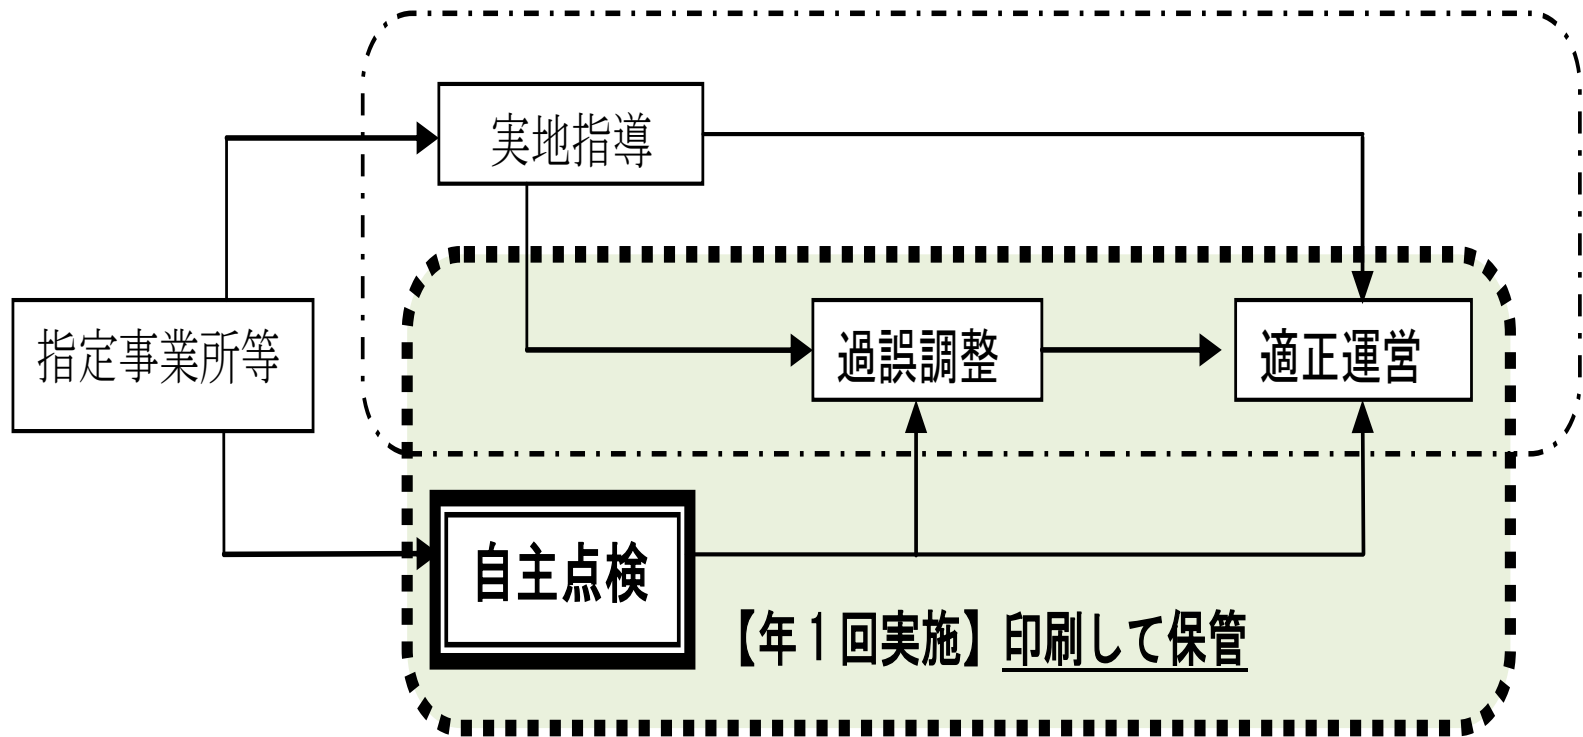 実地指導
指定事業所等
過誤調整
適正運営
自主点検
【年１回実施】印刷して保管